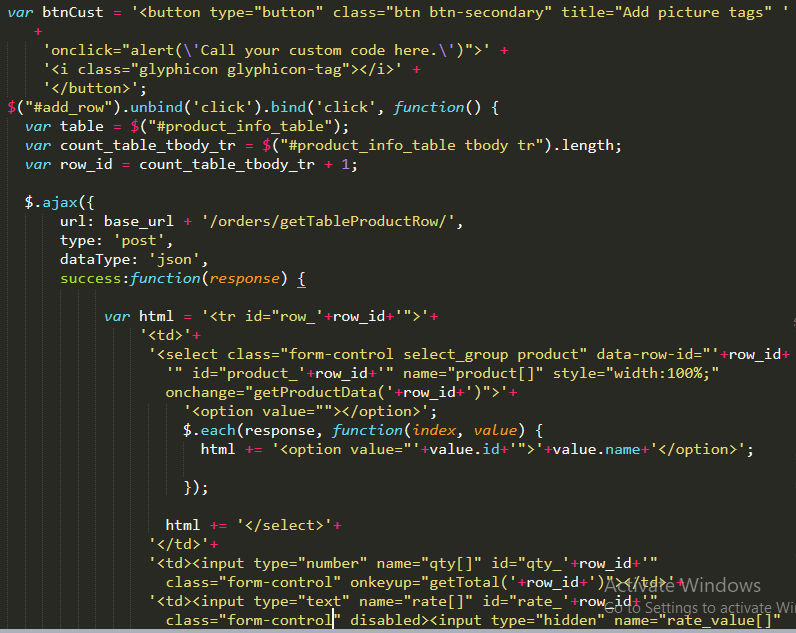 var btnCust = '<button type="button" class="btn btn-secondary" title="Add picture tags" '
+
'onclick="alert(\'Call your custom code here.\')">' +
'<i class="glyphicon glyphicon-tag"></i>' +
'</button>';
$("#add_row").unbind('click').bind('click', function() {
var table = $("#product_info_table");
var count_table_tbody_tr = $("#product_info_table tbody tr").length;
var row_id = count_table_tbody_tr + 1;
$.ajax({
url: base_url + '/orders/getTableProductRow/',
type: 'post',
dataType: 'json',
success:function(response) {
var html = '<tr id="row_'+row_id+'">'+
'<td>'+
'<select class="form-control select_group product" data-row-id="'+row_id+
'" id="product_'+row_id+'" name="product[]" style="width:100%;"
onchange="getProductData('+row_id+')">'+
'<option value=""></option>';
$.each(response, function(index, value) {
html += '<option value="'+value.id+'">'+value.name+'</option>';
});
html += '</select>'+
'</td>'+
'<td><input type="number" name="qty[]" id="qty_'+row_id+'"
class="form-control" onkeyup="getTotal('+row_id+')"></td>'+
Activate Windows
'<td><input type="text" name="rate[]" id="rate_'+row_id+'"
Go to Settings to activate Wi
class="form-control" disabled><input type="hidden" name="rate_value[]"